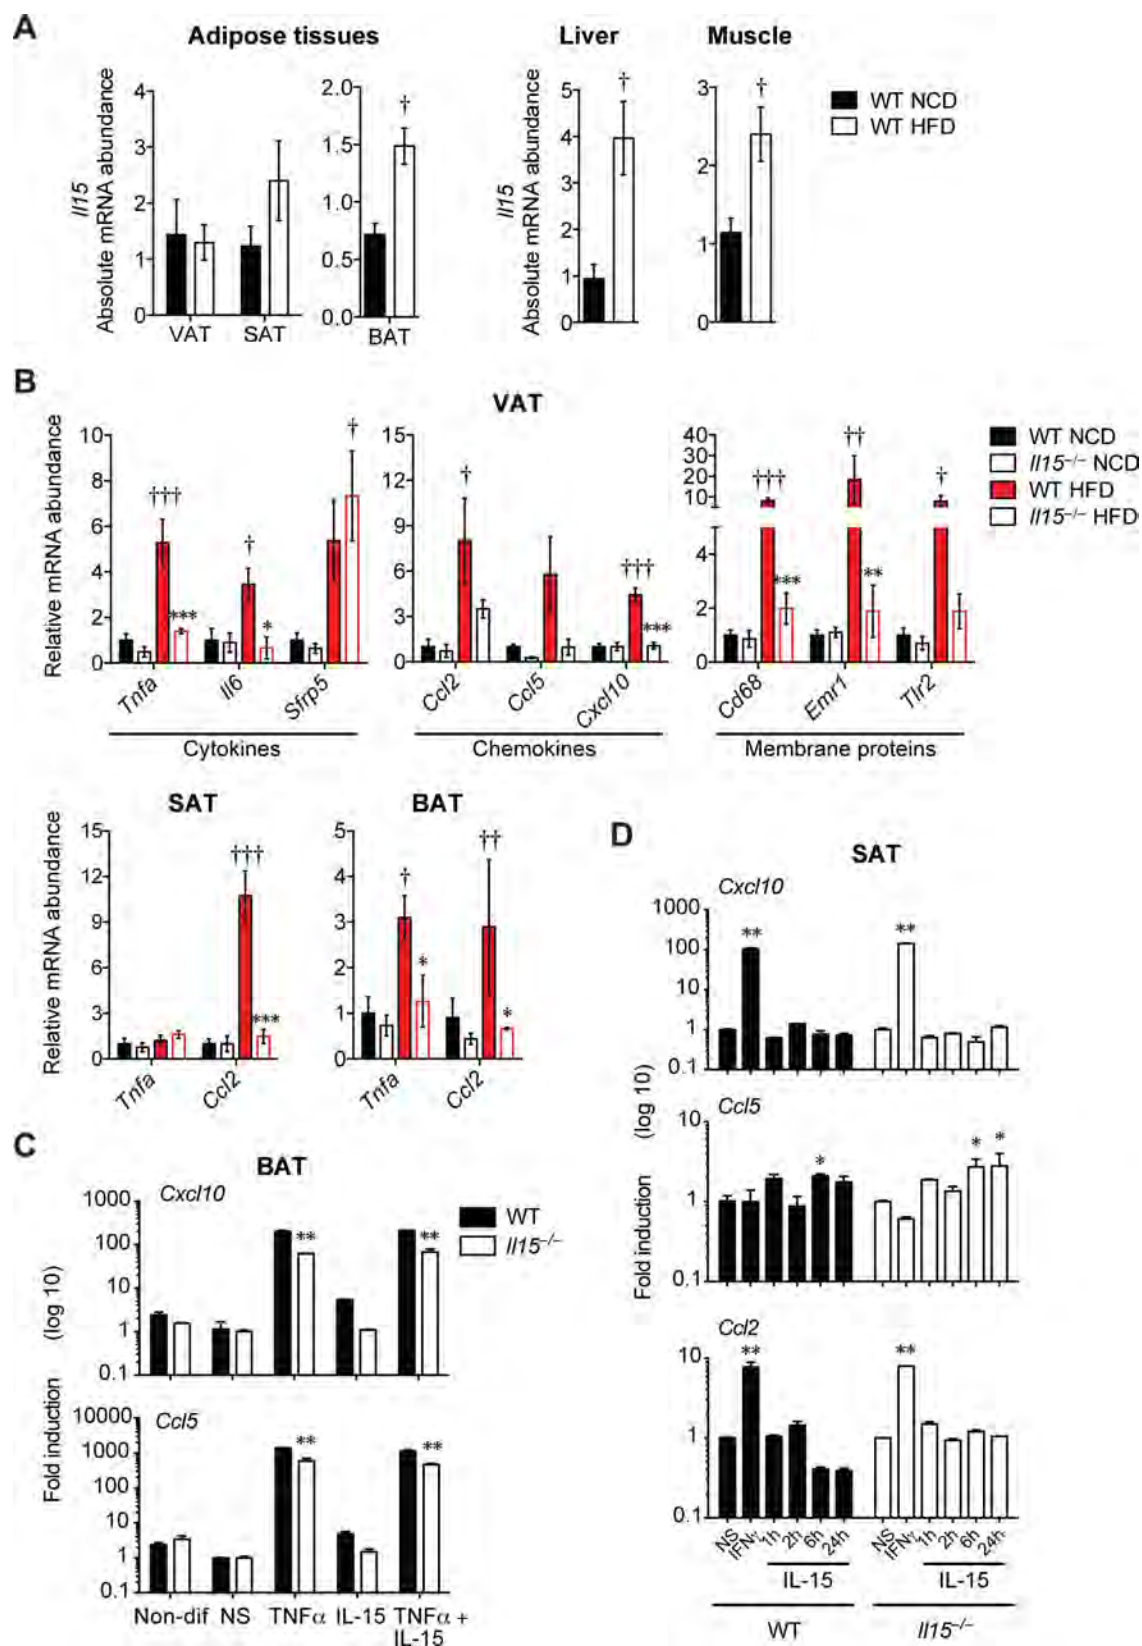 A
Adipose tissues
Liver
Muscle
Il15
Absolute mRNA abundance
4
3
2
1
0
VAT
SAT
2.0
1.5
1.0
0.5
0.0
†
BAT
Il15
Absolute mRNA abundance
5
4
3
2
1
0
†
3
2
1
0
†
WT NCD
WT HFD
B
VAT
Relative mRNA abundance
10
8
6
4
2
0
†††
***
†
*
†
Tnfa
Il6
Sfrp5
Cytokines
15
12
9
6
3
0
†
†††
***
Ccl2
Ccl5
Cxcl10
Chemokines
40
30
20
10
4
2
0
†††
***
††
**
†
Cd68
Emr1
Tlr2
Membrane proteins
WT NCD
Il15–/– NCD
WT HFD
Il15–/– HFD
SAT
Relative mRNA abundance
15
12
9
6
3
0
†††
***
Tnfa
Ccl2
BAT
5
4
3
2
1
0
†
*
††
*
Tnfa
Ccl2
C
BAT
Cxcl10
Fold induction (log 10)
1000
100
10
1
0.1
**
**
WT
Il15–/–
Ccl5
10000
1000
100
10
1
0.1
**
**
Non-dif
NS
TNFα
IL-15
TNFα +
IL-15
D
SAT
Cxcl10
Fold induction (log 10)
1000
100
10
1
0.1
**
**
Ccl5
10
1
0.1
*
*
*
Ccl2
10
1
0.1
**
**
NS
IFNγ
1h
2h
6h
24h
NS
IFNγ
1h
2h
6h
24h
IL-15
IL-15
WT
Il15–/–